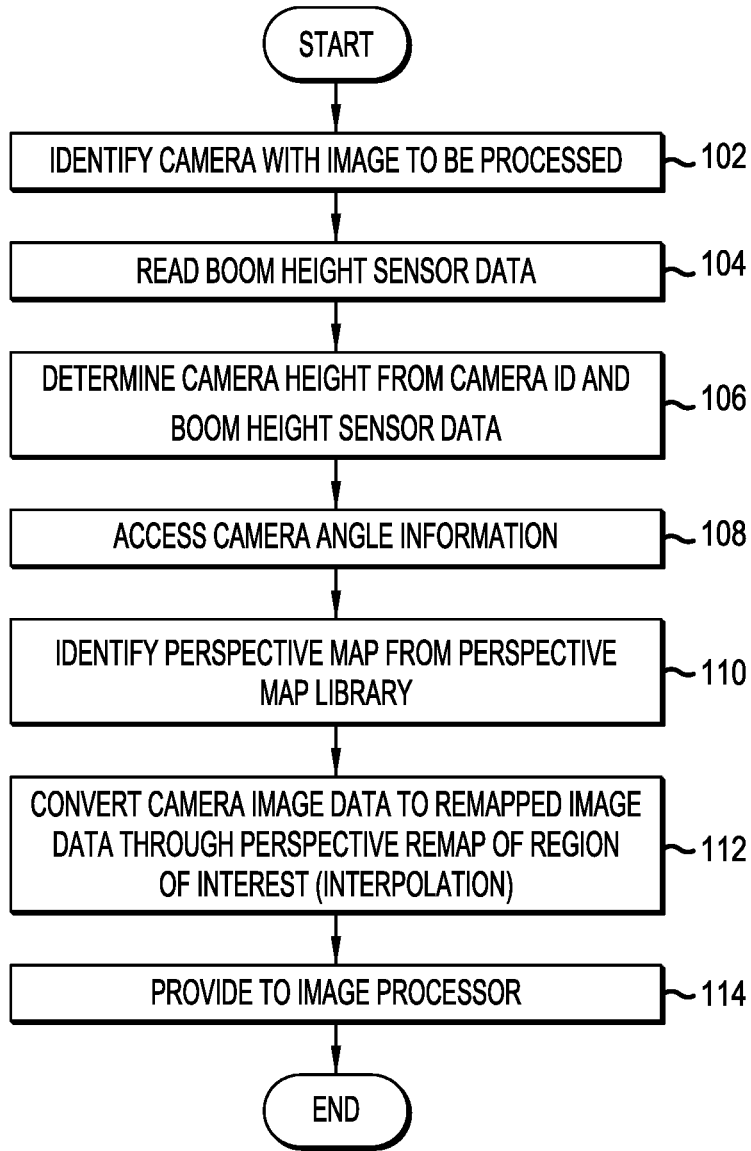 START
IDENTIFY CAMERA WITH IMAGE TO BE PROCESSED
102
READ BOOM HEIGHT SENSOR DATA
104
DETERMINE CAMERA HEIGHT FROM CAMERA ID AND
BOOM HEIGHT SENSOR DATA
106
ACCESS CAMERA ANGLE INFORMATION
108
IDENTIFY PERSPECTIVE MAP FROM PERSPECTIVE
MAP LIBRARY
110
CONVERT CAMERA IMAGE DATA TO REMAPPED IMAGE
DATA THROUGH PERSPECTIVE REMAP OF REGION
OF INTEREST (INTERPOLATION)
112
PROVIDE TO IMAGE PROCESSOR
114
END